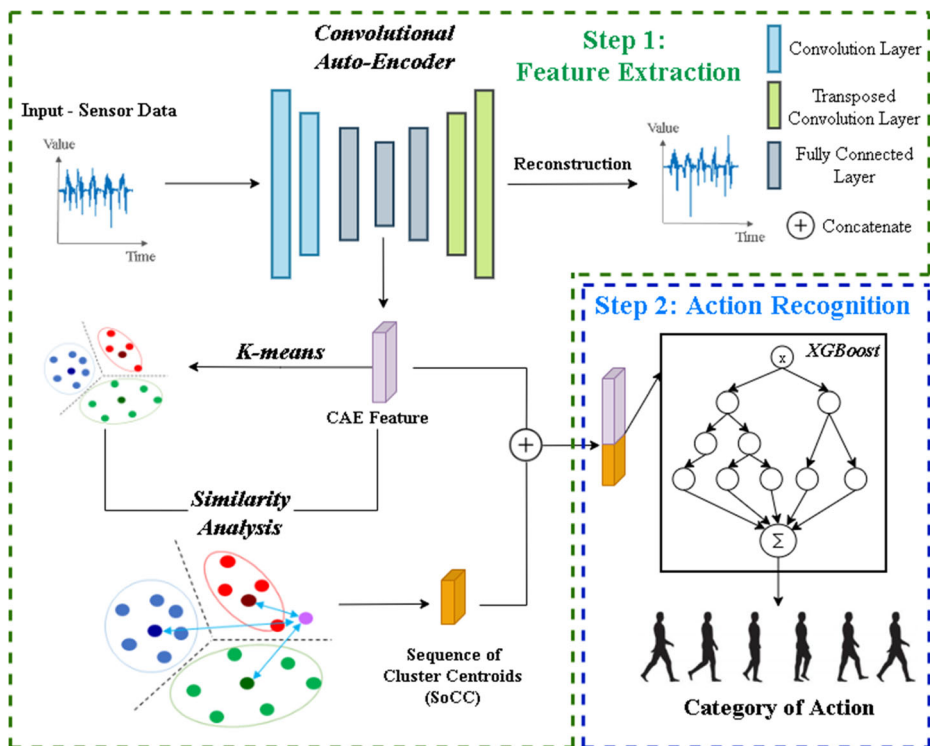 Convolutional
Auto-Encoder
Step 1:
Feature Extraction
Convolution Layer
Transposed
Convolution Layer
Fully Connected
Layer
Concatenate
Input - Sensor Data
Value
Time
Reconstruction
Value
Time
K-means
CAE Feature
Similarity
Analysis
Sequence of
Cluster Centroids
(SoCC)
Step 2: Action Recognition
XGBoost
x
Σ
Category of Action